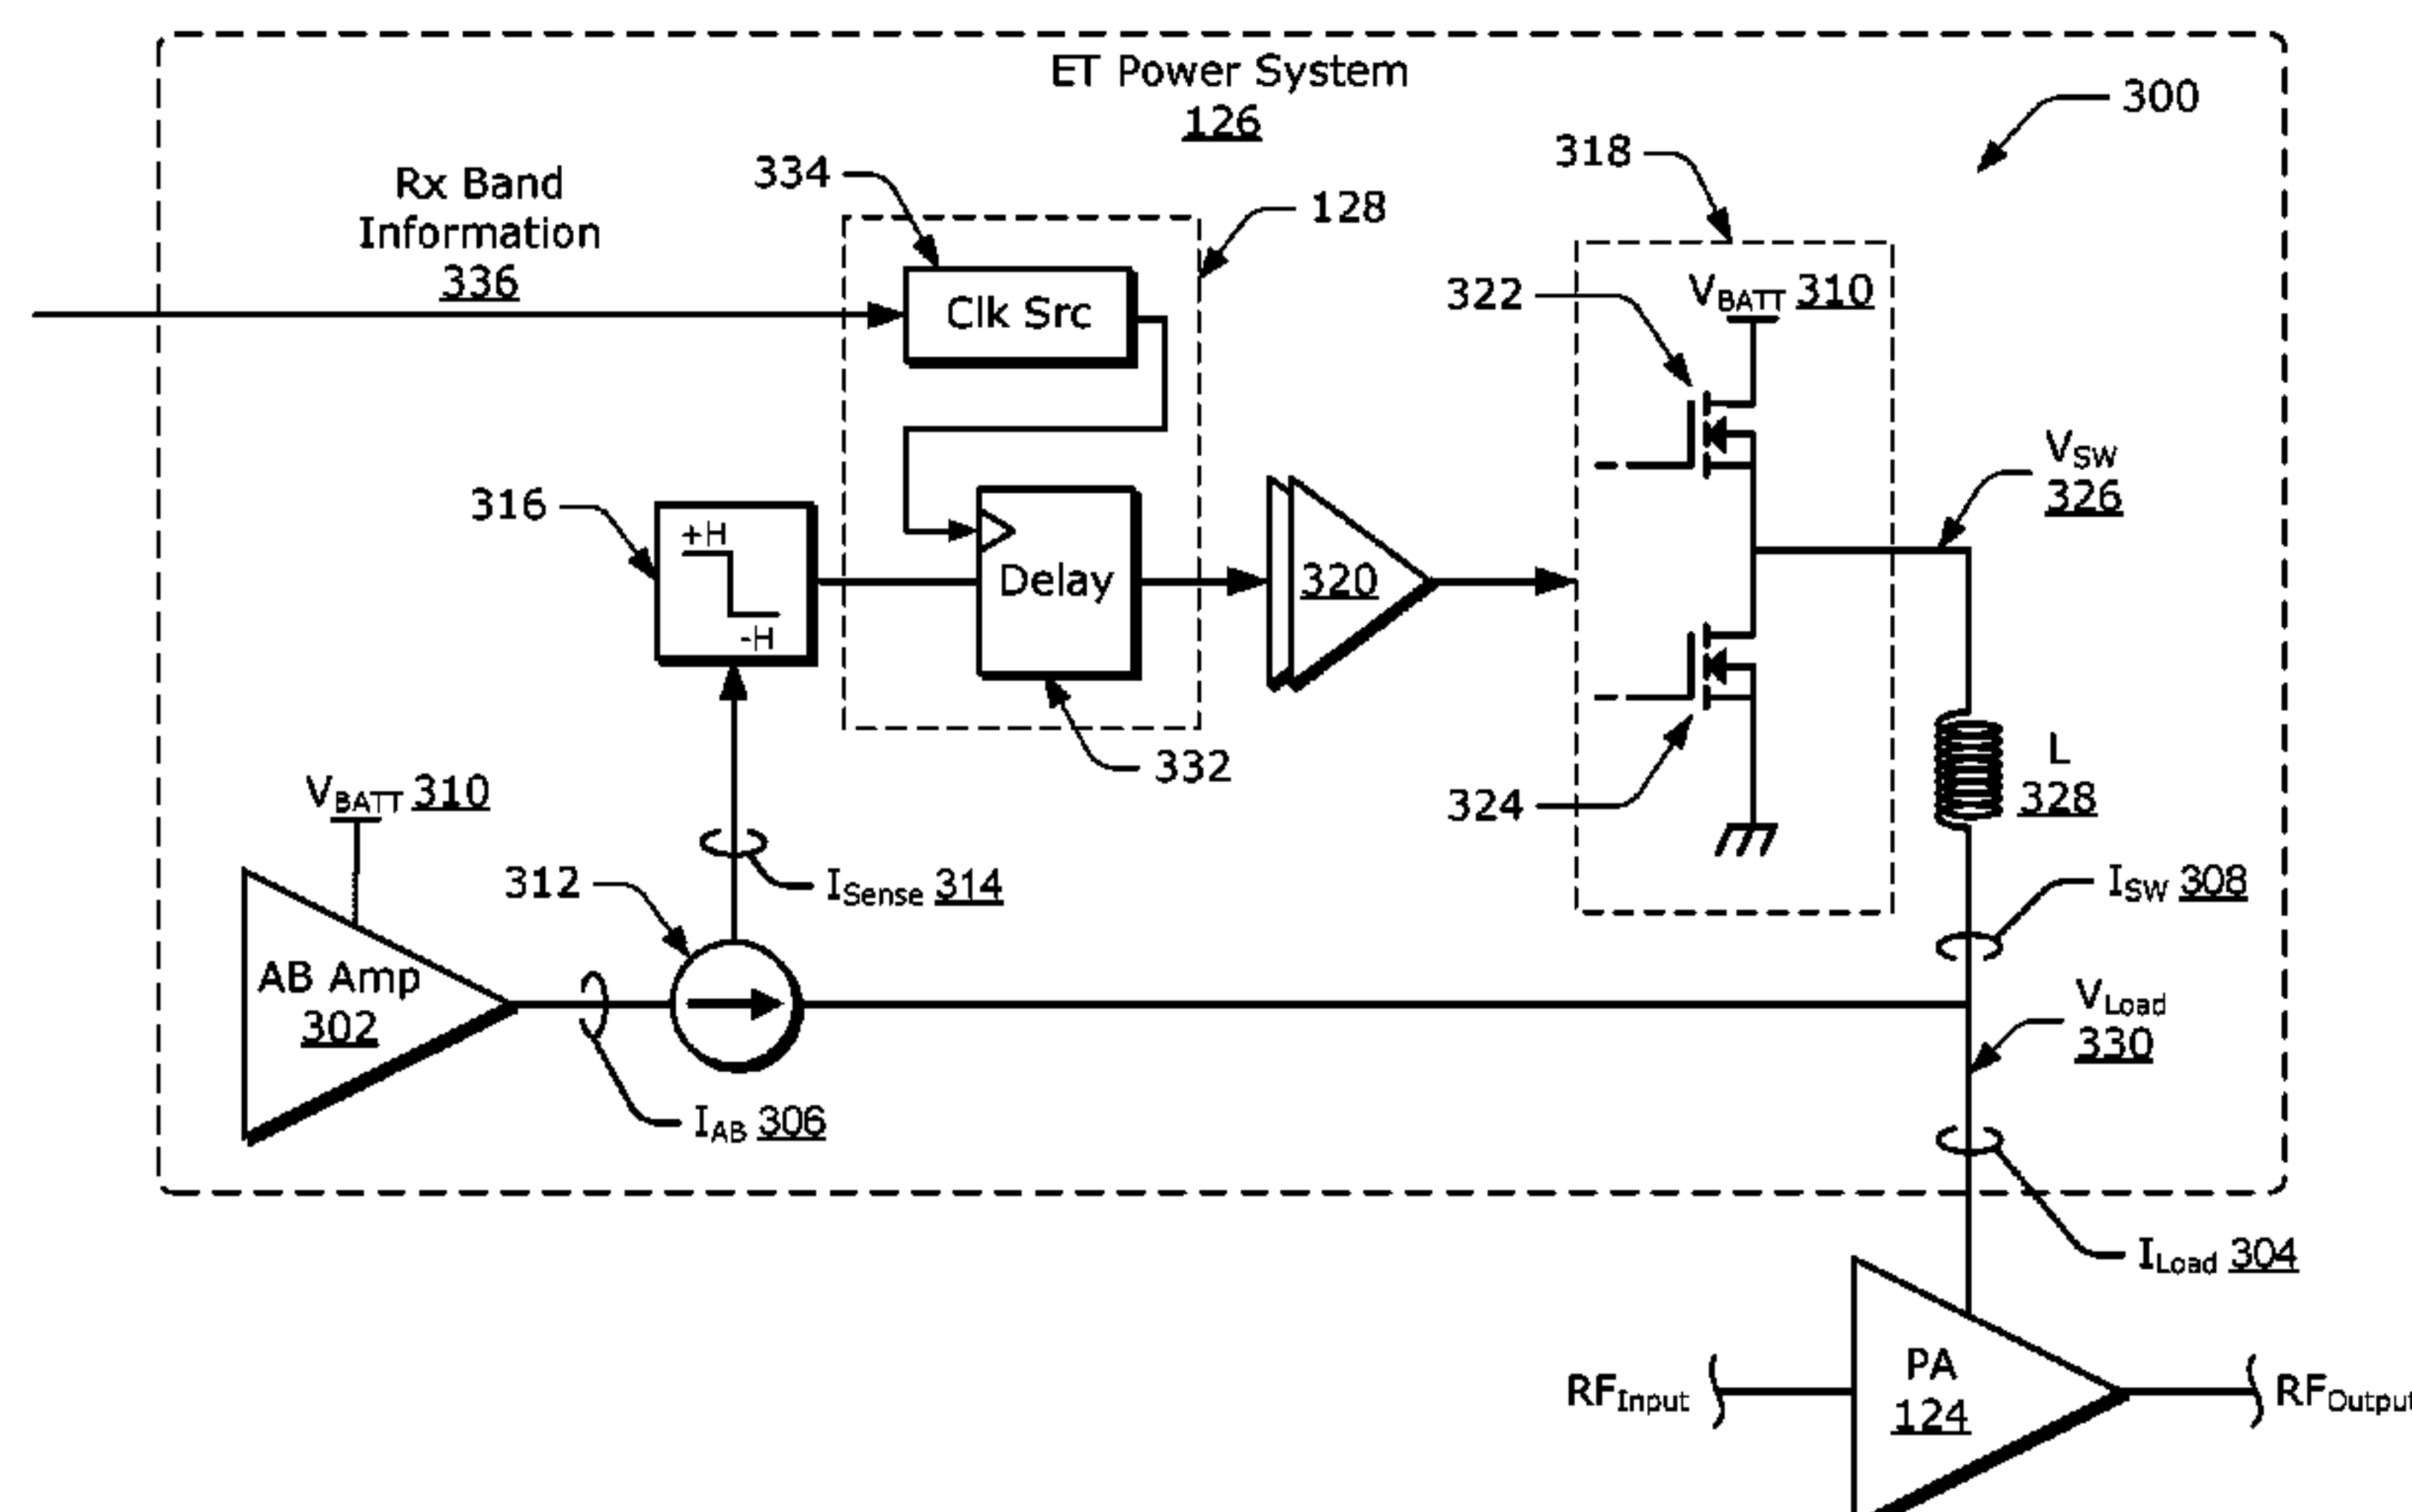 ET Power System
126
300
318
334
Rx Band
Information
336
128
Clk Src
322
VBATT 310
VSW
326
316
+H
-H
Delay
320
332
324
L
328
VBATT 310
312
ISense 314
ISW 308
AB Amp
302
VLoad
330
IAB 306
ILoad 304
PA
124
RFInput
RFOutput